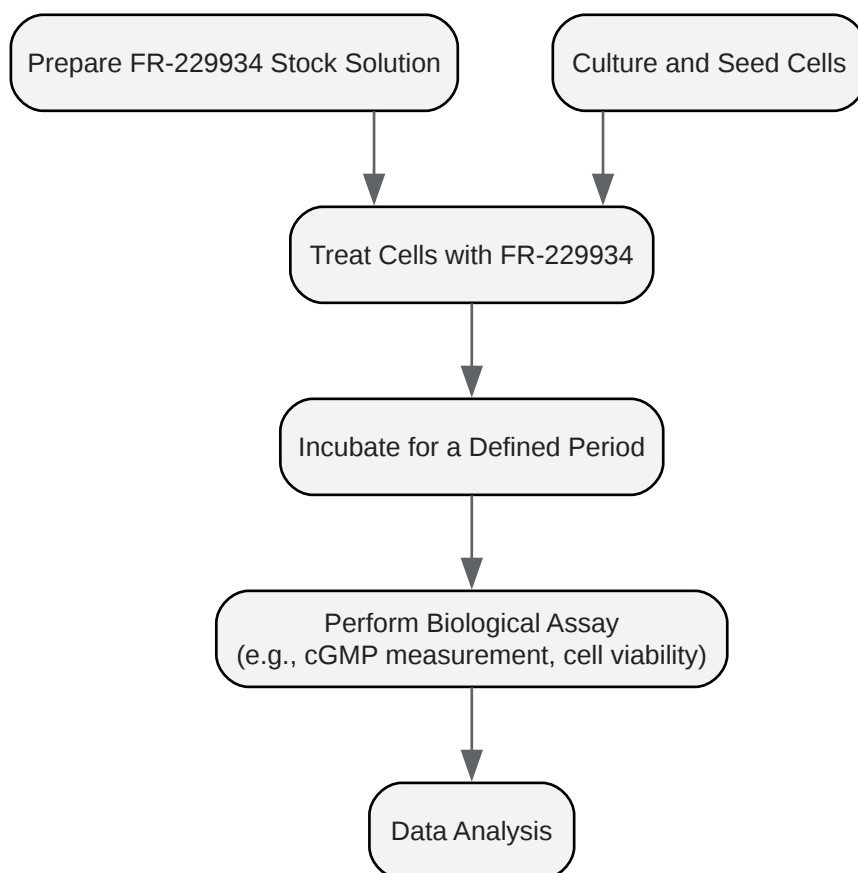 Prepare FR-229934 Stock Solution
Culture and Seed Cells
Treat Cells with FR-229934
Incubate for a Defined Period
Perform Biological Assay
(e.g., cGMP measurement, cell viability)
Data Analysis